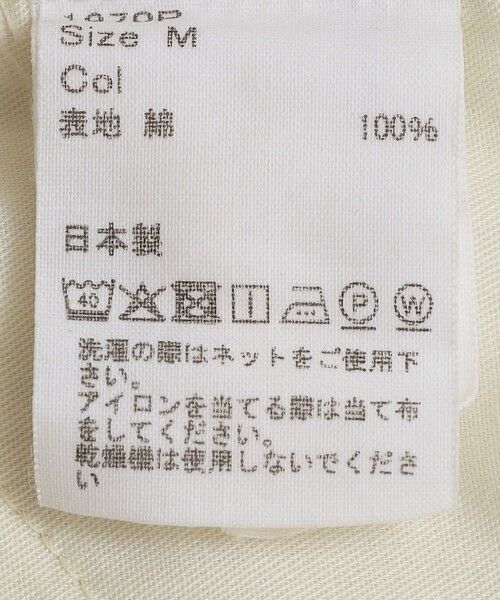 Size M
Col
表地 綿 100%
日本製
40 P W
洗濯の際はネットをご使用下
さい。
アイロンを当てる際は当て布
をしてください。
乾燥機は使用しないでくださ
い